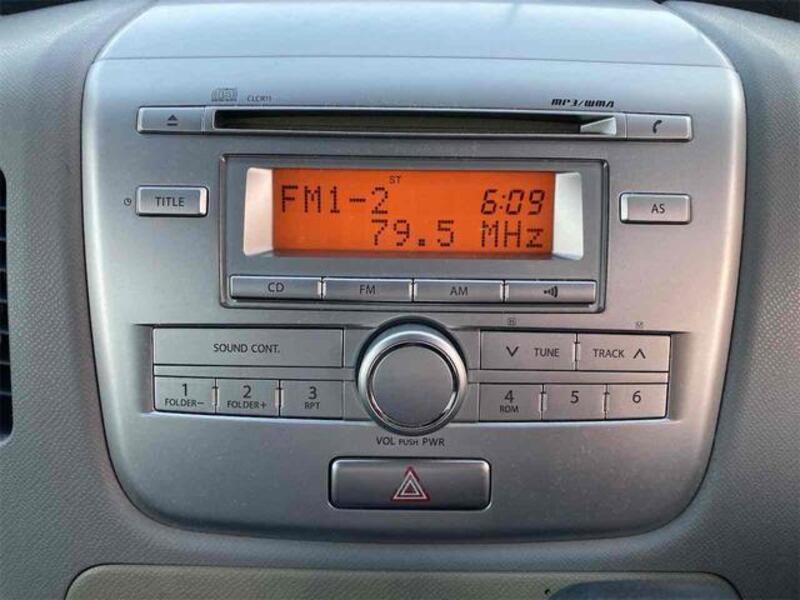 CLCR11
MP3/WMA
TITLE
ST
FM1-2 6:09
79.5 MHz
AS
CD FM AM
SOUND CONT.
TUNE TRACK
1 2 3
FOLDER- FOLDER+ RPT
4 5 6
RDM
VOL PUSH PWR